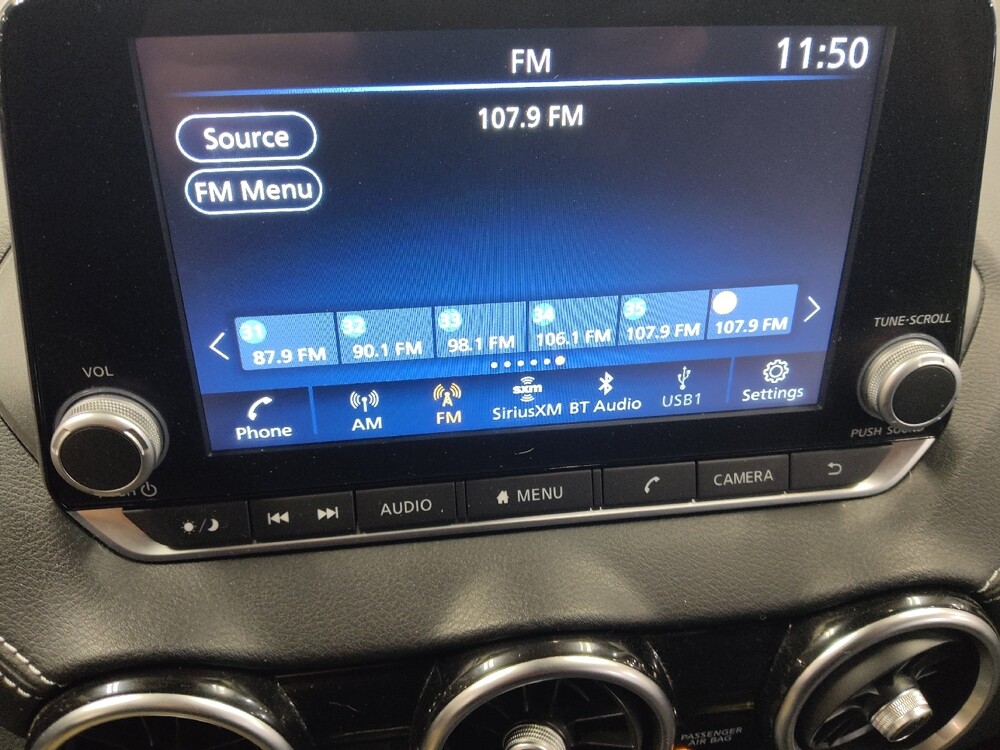 FM
11:50
107.9 FM
Source
FM Menu
31
32
33
34
35
87.9 FM
90.1 FM
98.1 FM
106.1 FM
107.9 FM
107.9 FM
Phone
AM
FM
sxm
SiriusXM
BT Audio
USB1
Settings
VOL
TUNE·SCROLL
PUSH SOUND
AUDIO
MENU
CAMERA
PASSENGER
AIR BAG